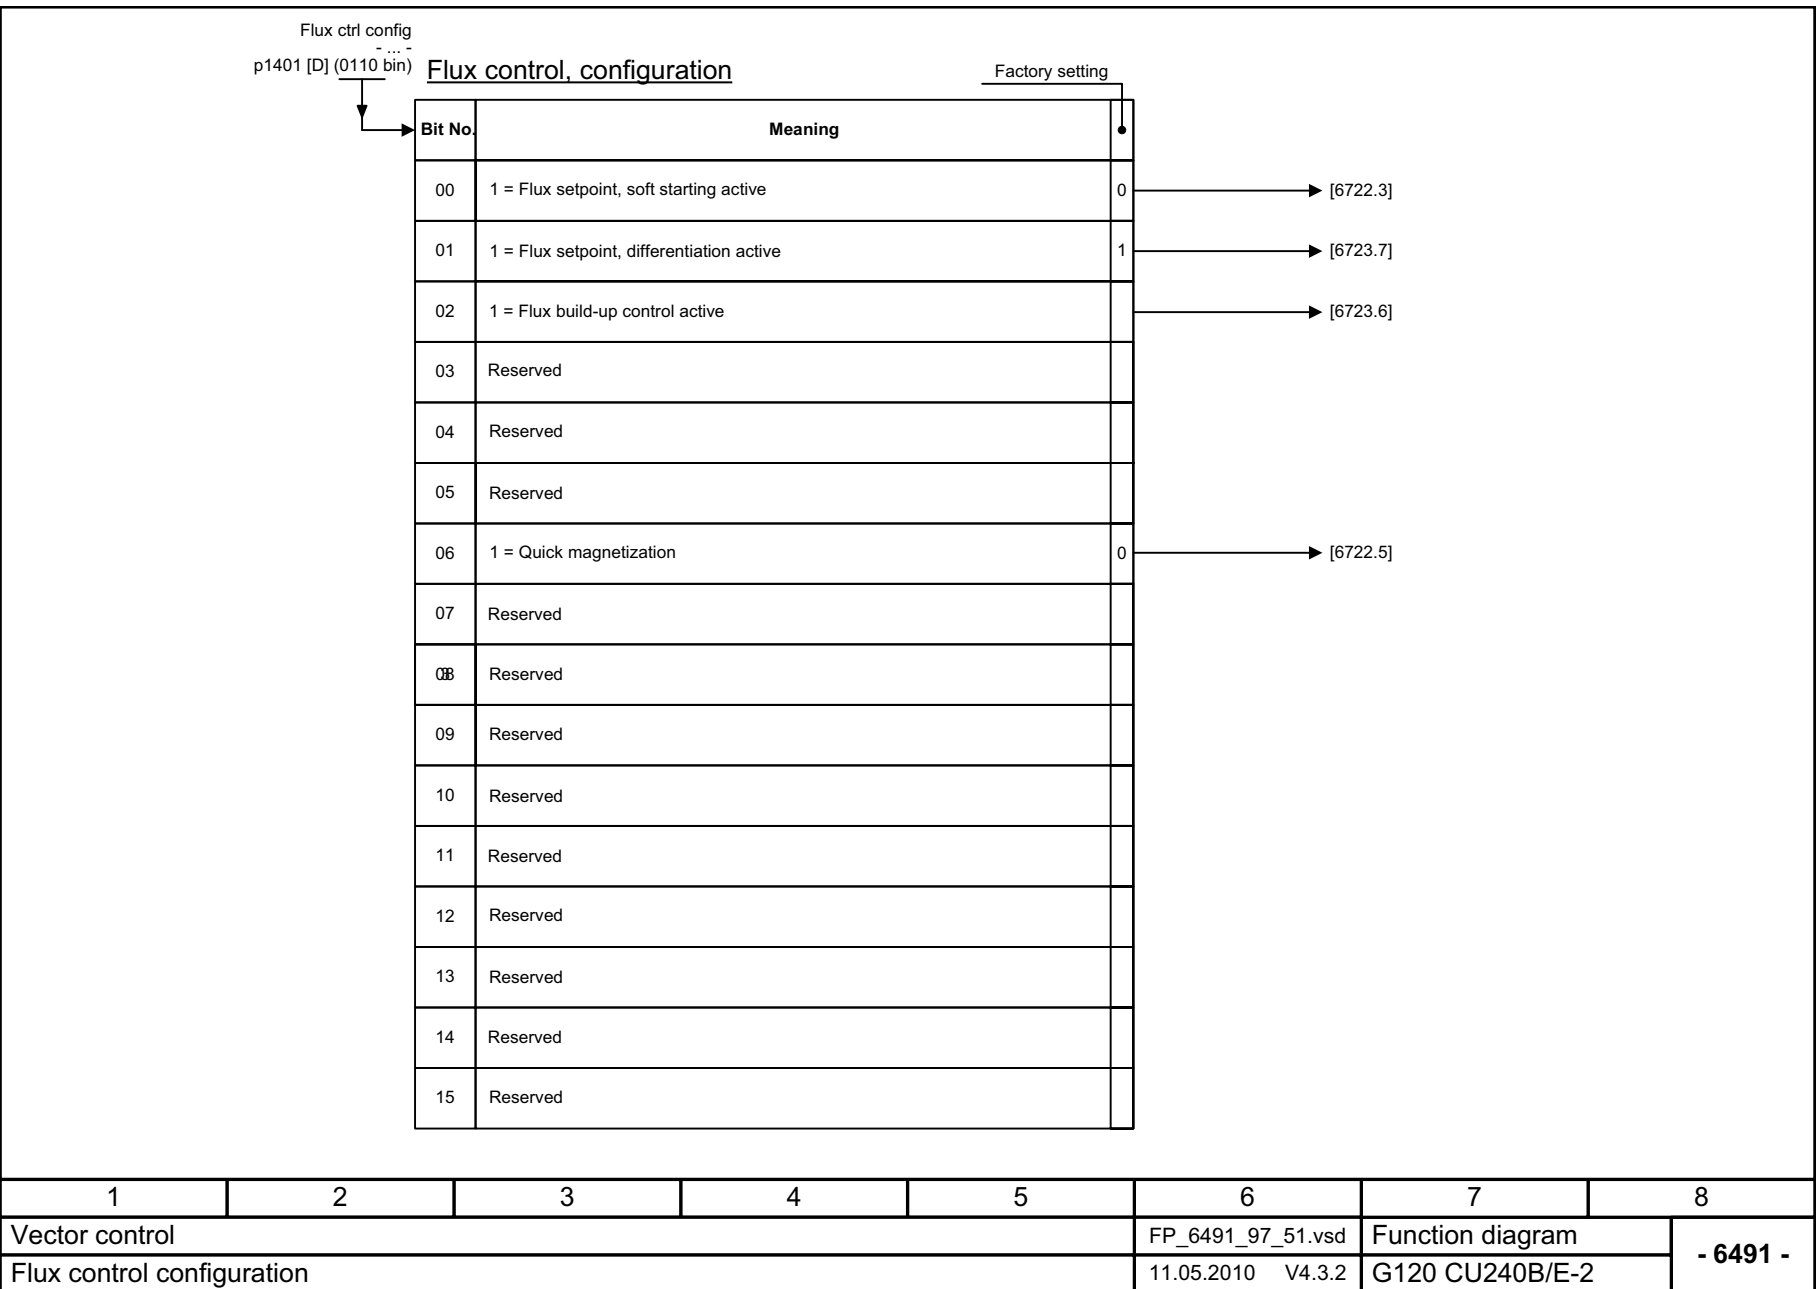 Flux ctrl config
- ... -
p1401 [D] (0110 bin)
Flux control, configuration
Factory setting
Bit No. Meaning
00 1 = Flux setpoint, soft starting active 0 [6722.3]
01 1 = Flux setpoint, differentiation active 1 [6723.7]
02 1 = Flux build-up control active [6723.6]
03 Reserved
04 Reserved
05 Reserved
06 1 = Quick magnetization 0 [6722.5]
07 Reserved
Reserved
09 Reserved
10 Reserved
11 Reserved
12 Reserved
13 Reserved
14 Reserved
15 Reserved
1 2 3 4 5 6 7 8
Vector control FP_6491_97_51.vsd Function diagram
- 6491 -
Flux control configuration 11.05.2010 V4.3.2 G120 CU240B/E-2